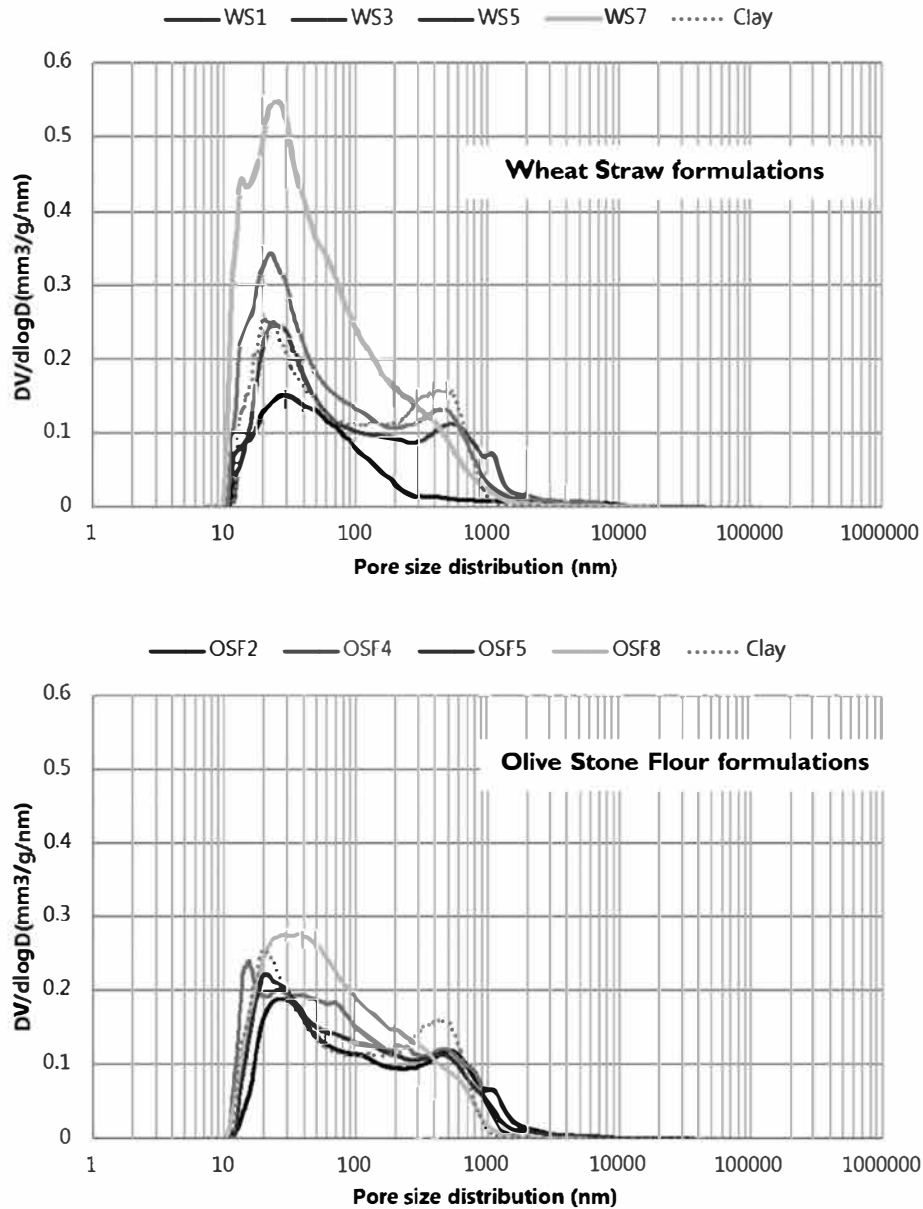 WS1 WS3 WS5 WS7 Clay
0.6
0.5
0.4
0.3
0.2
0.1
0
DV/dlogD(mm3/g/nm)
Wheat Straw formulations
1 10 100 1000 10000 100000 1000000
Pore size distribution (nm)
OSF2 OSF4 OSF5 OSF8 Clay
0.6
0.5
0.4
0.3
0.2
0.1
0
DV/dlogD(mm3/g/nm)
Olive Stone Flour formulations
1 10 100 1000 10000 100000 1000000
Pore size distribution (nm)